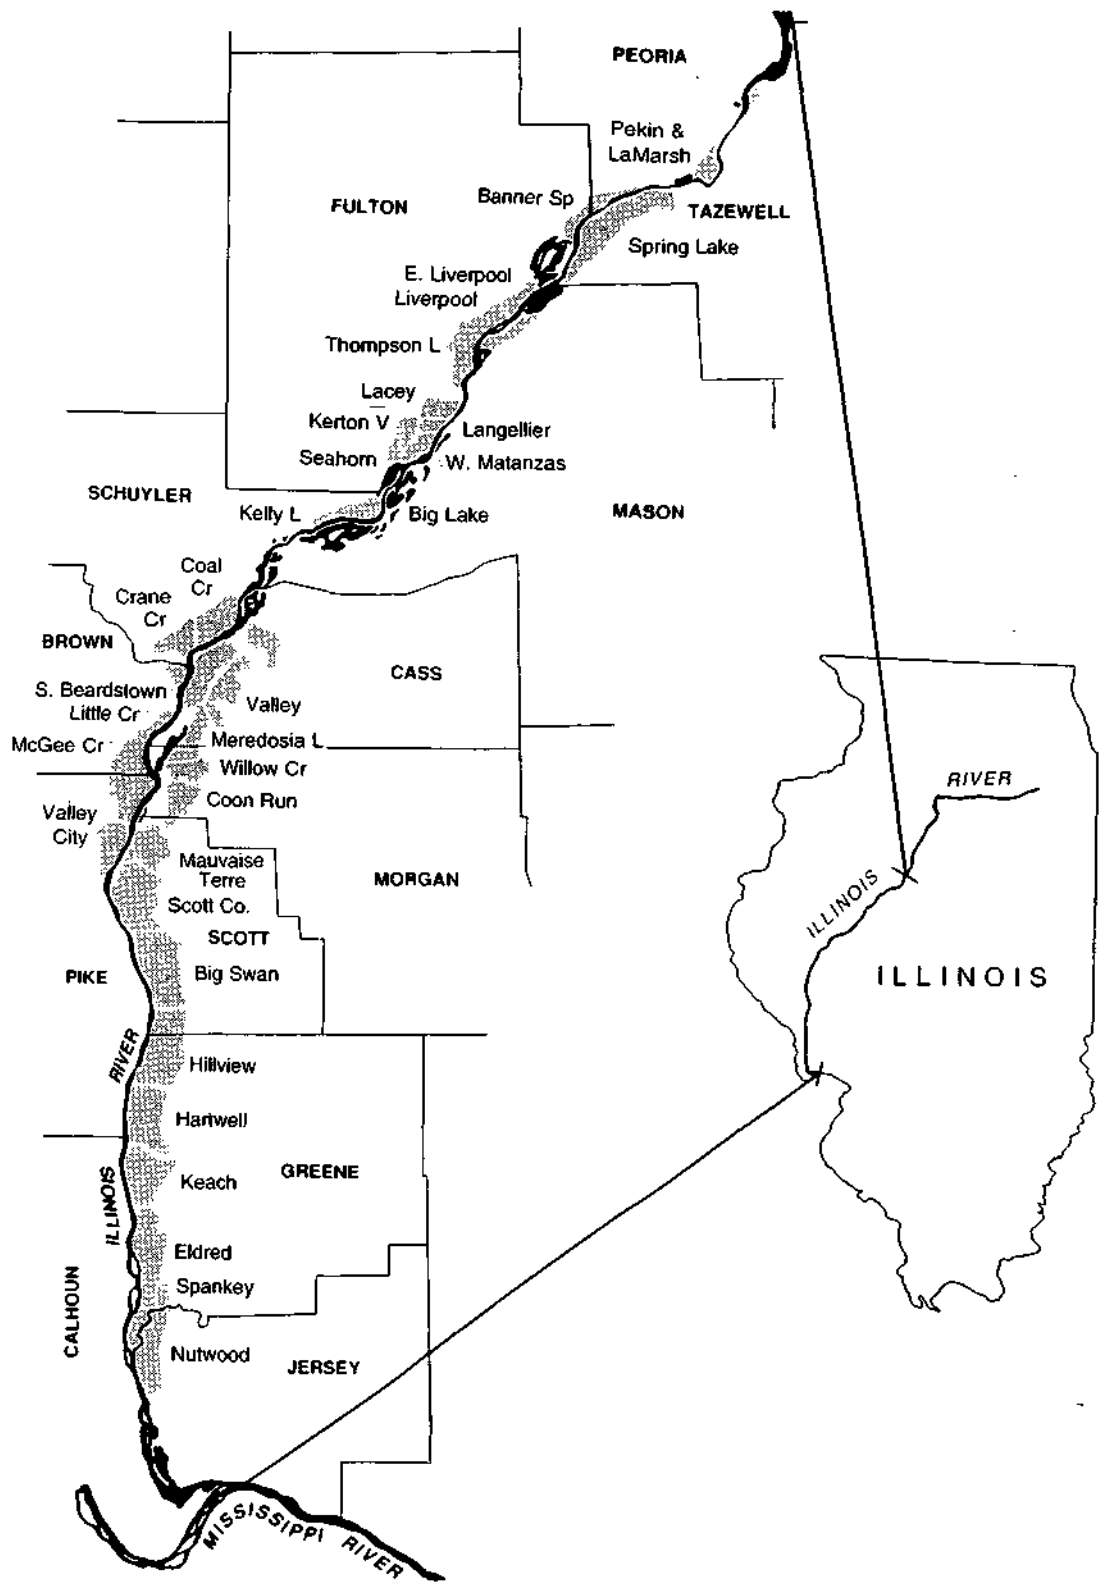 PEORIA
Pekin &
LaMarsh
Banner Sp
FULTON
TAZEWELL
Spring Lake
E. Liverpool
Liverpool
Thompson L
Lacey
Kerton V
Langellier
Seahorn
W. Matanzas
SCHUYLER
Kelly L
Big Lake
MASON
Coal
Cr
Crane
Cr
BROWN
CASS
S. Beardstown
Little Cr
Valley
McGee Cr
Meredosia L
Willow Cr
Coon Run
Valley
City
Mauvaise
Terre
Scott Co.
MORGAN
SCOTT
PIKE
Big Swan
RIVER
Hillview
Hartwell
ILLINOIS
Keach
GREENE
Eldred
Spankey
CALHOUN
Nutwood
JERSEY
MISSISSIPPI RIVER
RIVER
ILLINOIS
ILLINOIS